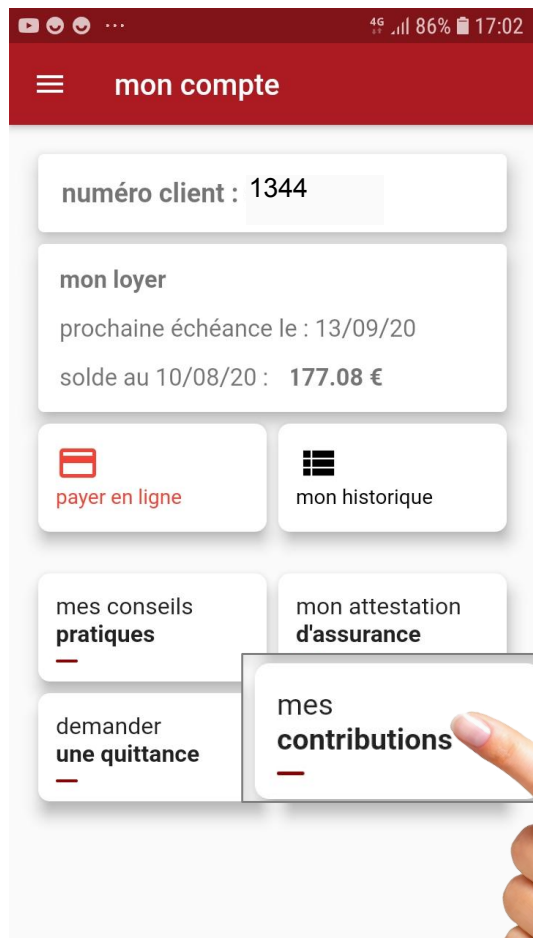 4G 86% 17:02
mon compte
numéro client : 1344
mon loyer
prochaine échéance le : 13/09/20
solde au 10/08/20 : 177.08 €
payer en ligne
mon historique
mes conseils
pratiques
mon attestation
d'assurance
demander
une quittance
mes
contributions